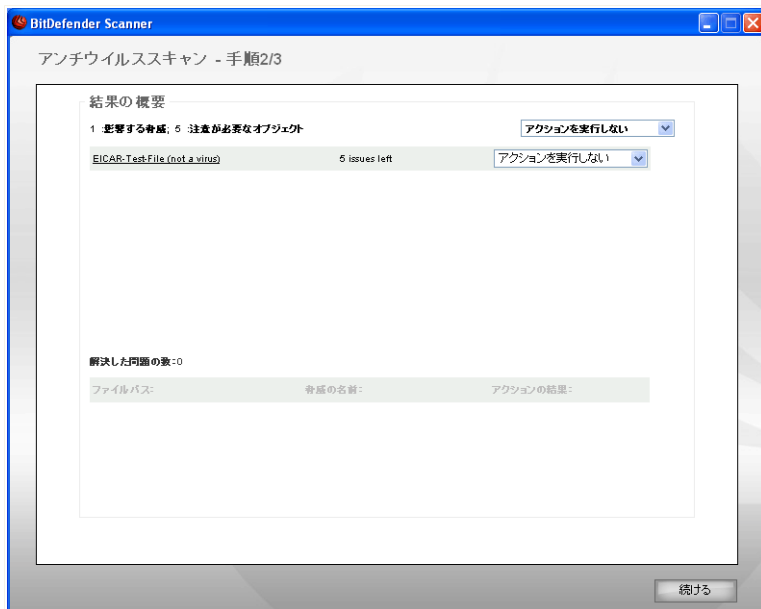 BitDefender Scanner
アンチウイルススキャン - 手順2/3
結果の概要
1 :影響する脅威; 5 :注意が必要なオブジェクト アクションを実行しない
EICAR-Test-File (not a virus) 5 issues left アクションを実行しない
解決した問題の数:0
ファイルパス: 脅威の名前: アクションの結果:
続ける